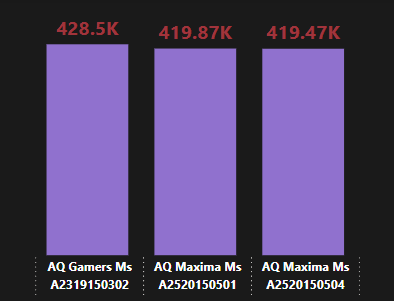 428.5K 419.87K 419.47K
AQ Gamers Ms AQ Maxima Ms AQ Maxima Ms
A2319150302 A2520150501 A2520150504